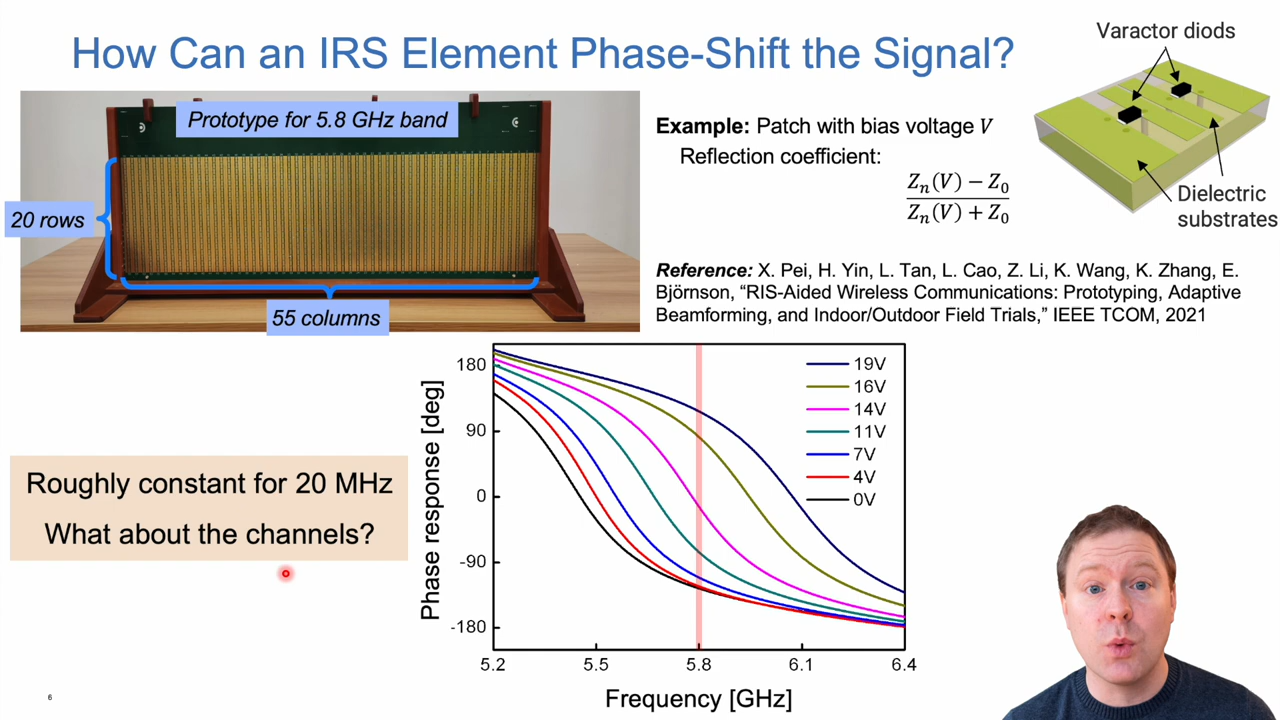 How Can an IRS Element Phase-Shift the Signal?
Varactor diods
Prototype for 5.8 GHz band
20 rows
55 columns
Example: Patch with bias voltage V
Reflection coefficient:
Zₙ(V) − Z₀
Zₙ(V) + Z₀
Dielectric
substrates
Reference: X. Pei, H. Yin, L. Tan, L. Cao, Z. Li, K. Wang, K. Zhang, E.
Björnson, “RIS-Aided Wireless Communications: Prototyping, Adaptive
Beamforming, and Indoor/Outdoor Field Trials,” IEEE TCOM, 2021
Roughly constant for 20 MHz
What about the channels?
Phase response [deg]
180
90
0
-90
-180
19V
16V
14V
11V
7V
4V
0V
5.2
5.5
5.8
6.1
6.4
Frequency [GHz]
6